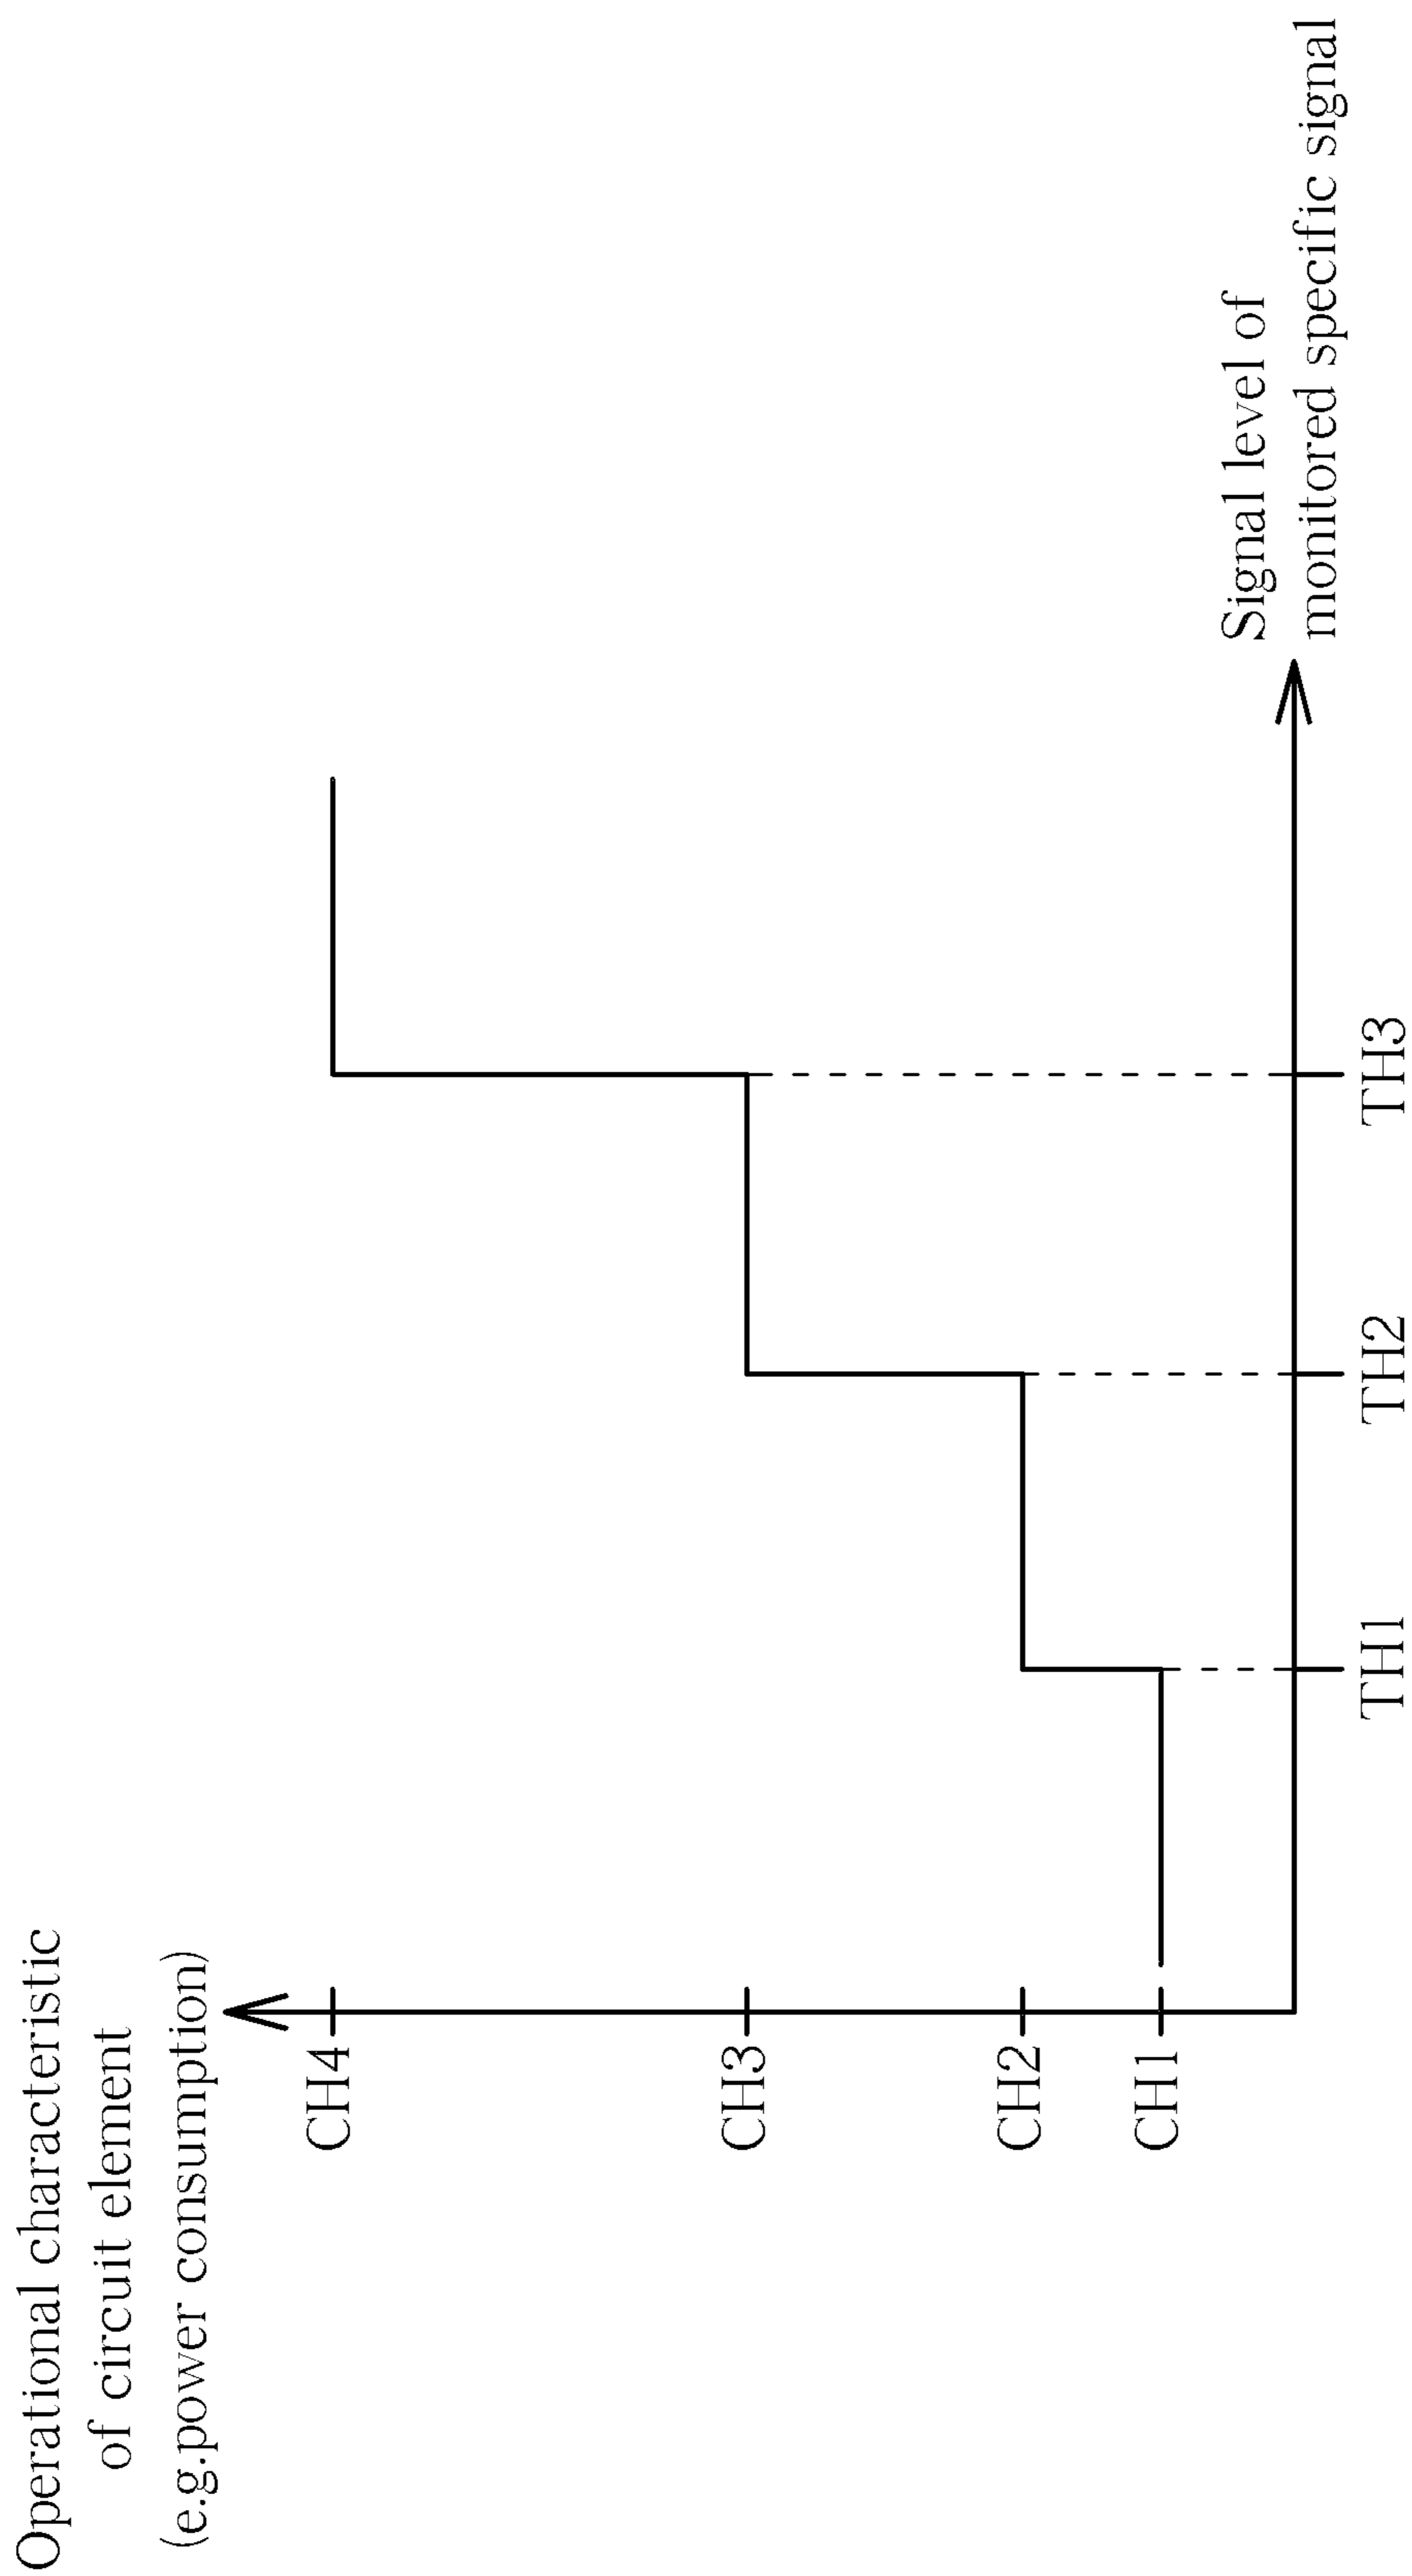 Operational characteristic
of circuit element
(e.g.power consumption)
CH4
CH3
CH2
CH1
TH1
TH2
TH3
Signal level of
monitored specific signal